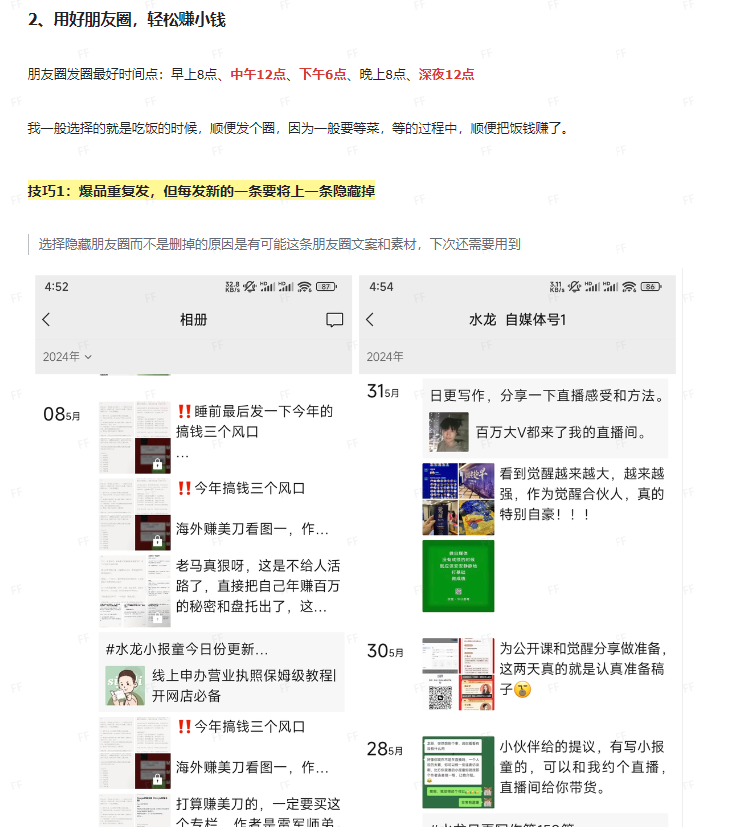 2、用好朋友圈，轻松赚小钱
朋友圈发圈最好时间点：早上8点、中午12点、下午6点、晚上8点、深夜12点
我一般选择的就是吃饭的时候，顺便发个圈，因为一般要等菜，等的过程中，顺便把饭钱赚了。
技巧1：爆品重复发，但每发新的一条要将上一条隐藏掉
选择隐藏朋友圈而不是删掉的原因是有可能这条朋友圈文案和素材，下次还需要用到
4:52
32.8 KB/s
HD
HD
87
相册
2024年
08 5月
‼️睡前最后发一下今年的
搞钱三个风口
...
‼️今年搞钱三个风口
海外赚美刀看图一，作...
老马真狠呀，这是不给人活
路了，直接把自己年赚百万
的秘密和盘托出了，这...
#水龙小报童今日份更新...
线上申办营业执照保姆级教程|
开网店必备
‼️今年搞钱三个风口
海外赚美刀看图一，作...
打算赚美刀的，一定要买这
个专栏，作者是雷军师弟，
4:54
3.11 KB/s
HD
HD
86
水龙 自媒体号1
2024年
31 5月
日更写作，分享一下直播感受和方法。
百万大V都来了我的直播间。
看到觉醒越来越大，越来越
强，作为觉醒合伙人，真的
特别自豪！！！
30 5月
为公开课和觉醒分享做准备，
这两天真的就是认真准备稿
子😧
28 5月
小伙伴给的提议，有写小报
童的，可以和我约个直播，
直播间给你带货。
FF